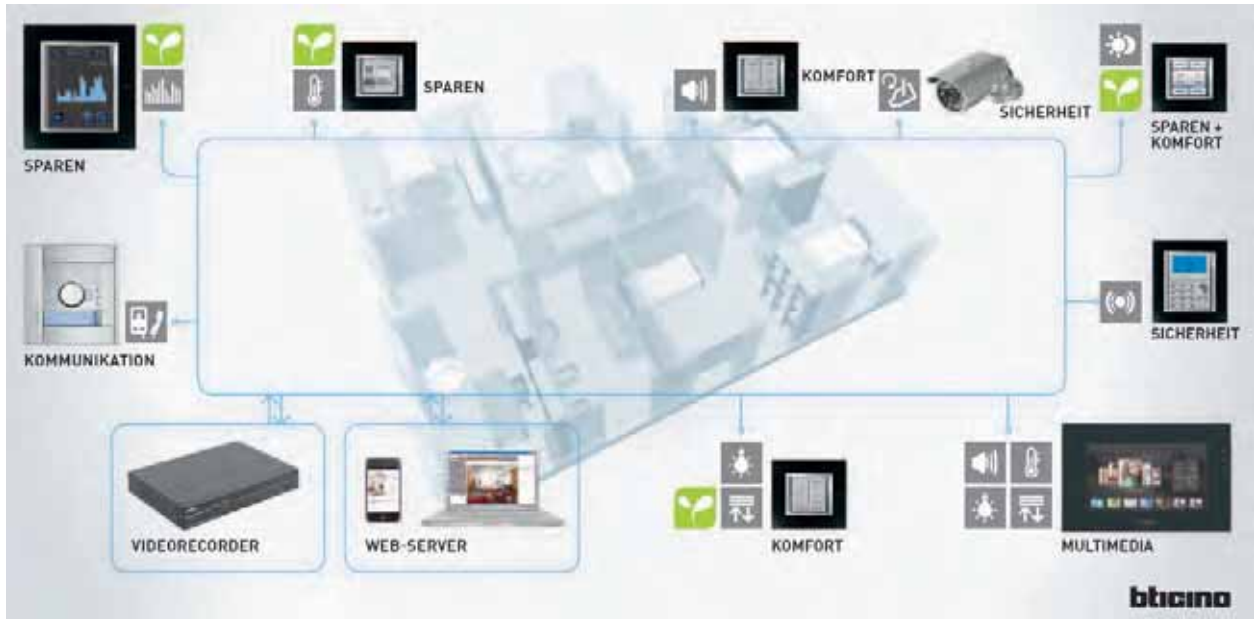 SPAREN
SPAREN
KOMFORT
SICHERHEIT
SPAREN +
KOMFORT
KOMMUNIKATION
SICHERHEIT
VIDEORECORDER
WEB-SERVER
KOMFORT
MULTIMEDIA
bticino